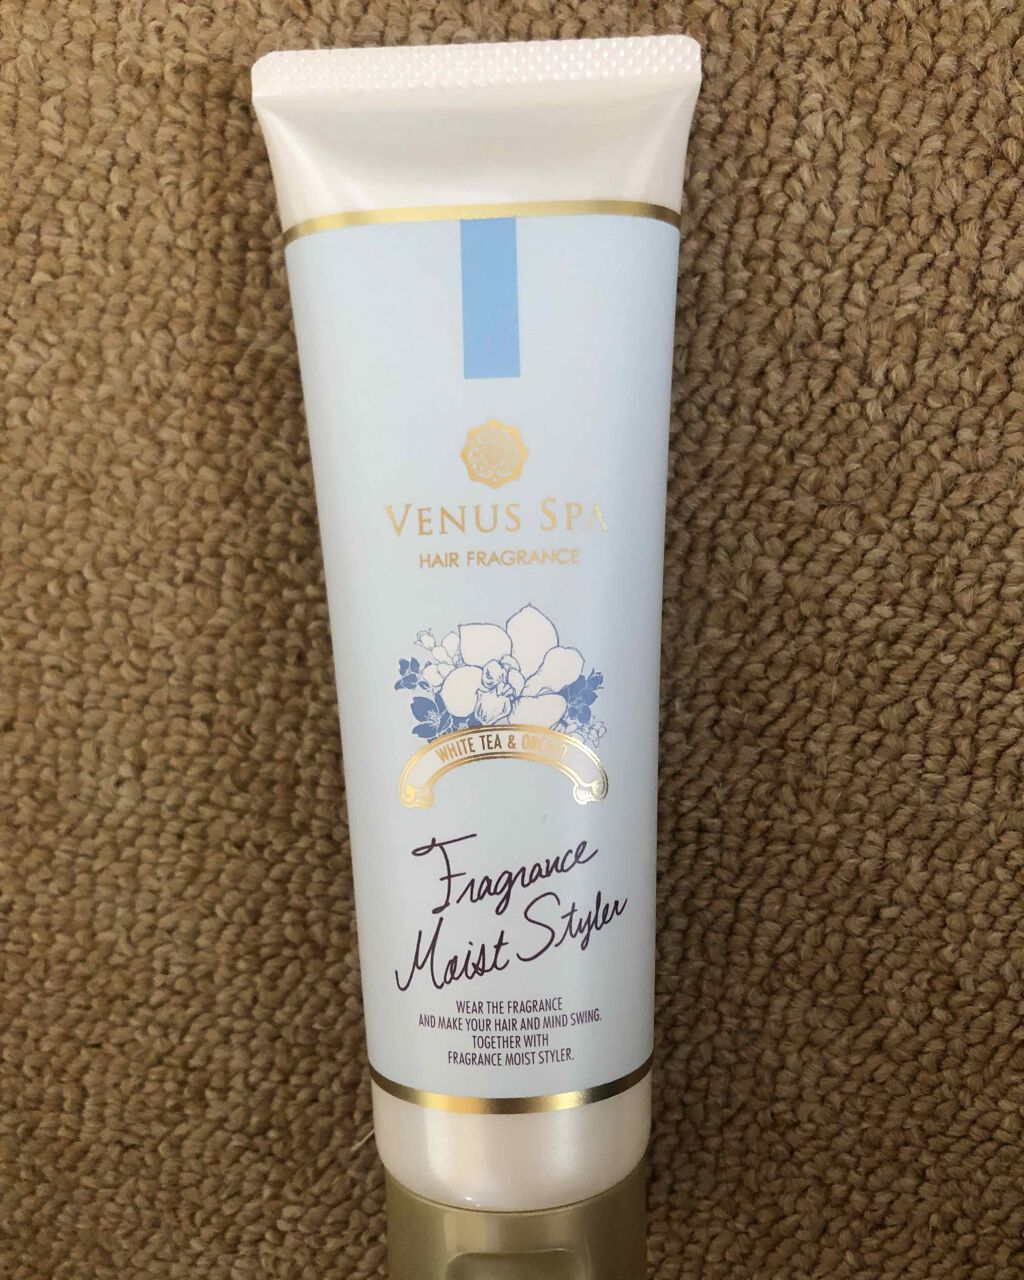 VENUS SPA
HAIR FRAGRANCE
WHITE TEA & ORCHID
Fragrance
Moist Styler
WEAR THE FRAGRANCE
AND MAKE YOUR HAIR AND MIND SWING.
TOGETHER WITH
FRAGRANCE MOIST STYLER.